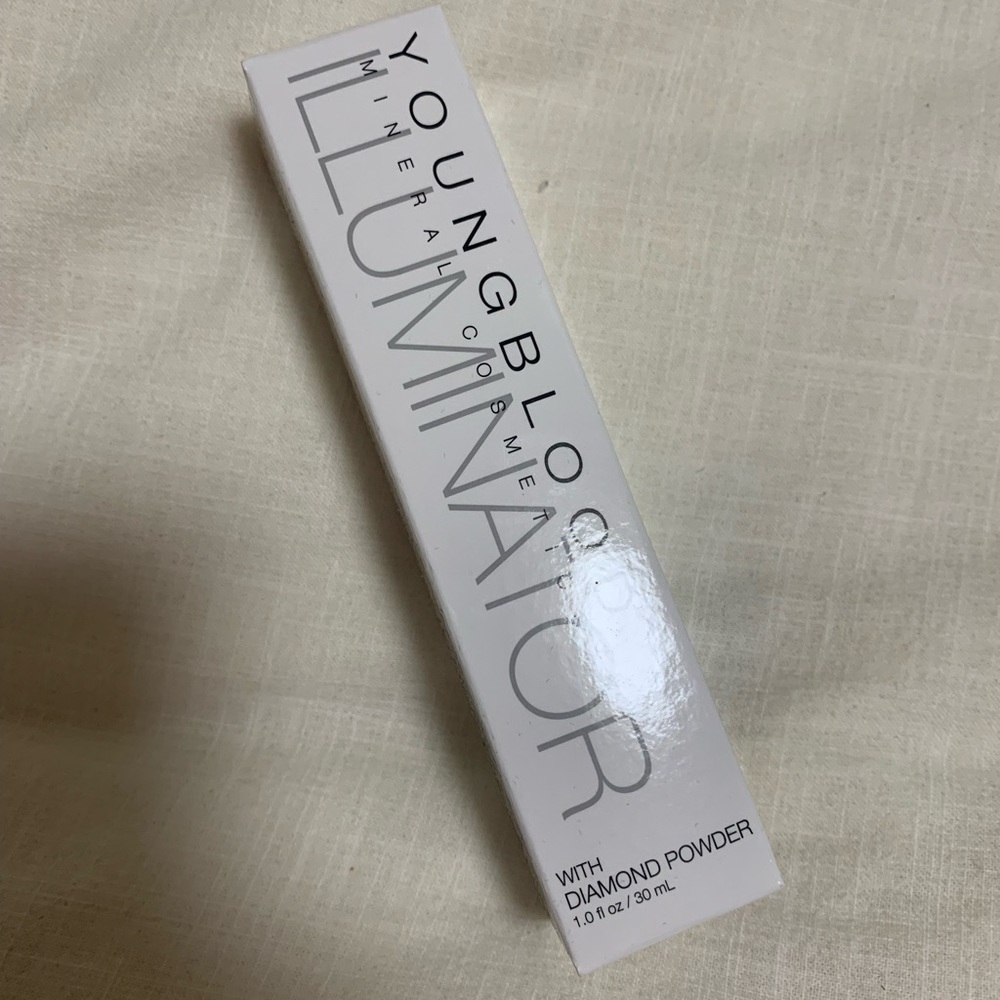 YOUNGBLOOD
MINERAL COSMETICS
ILLUMINATOR
WITH
DIAMOND POWDER
1.0 fl oz / 30 mL